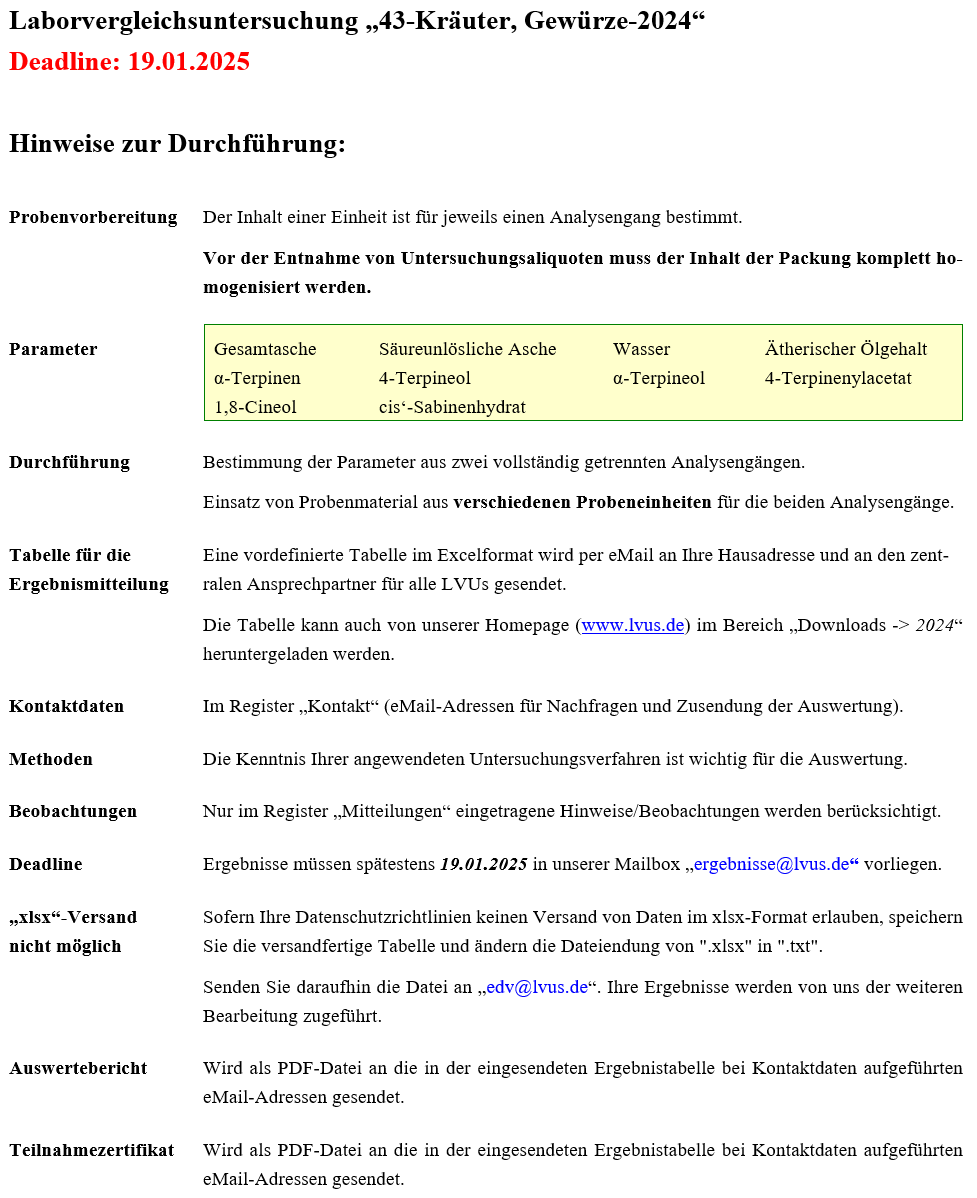 Laborvergleichsuntersuchung „43-Kräuter, Gewürze-2024“
Deadline: 19.01.2025
Hinweise zur Durchführung:
Probenvorbereitung Der Inhalt einer Einheit ist für jeweils einen Analysengang bestimmt.
Vor der Entnahme von Untersuchungsaliquoten muss der Inhalt der Packung komplett ho-
mogenisiert werden.
Parameter Gesamtasche Säureunlösliche Asche Wasser Ätherischer Ölgehalt
α-Terpinen 4-Terpineol α-Terpineol 4-Terpinenylacetat
1,8-Cineol cis‘-Sabinenhydrat
Durchführung Bestimmung der Parameter aus zwei vollständig getrennten Analysengängen.
Einsatz von Probenmaterial aus verschiedenen Probeneinheiten für die beiden Analysengänge.
Tabelle für die Eine vordefinierte Tabelle im Excelformat wird per eMail an Ihre Hausadresse und an den zent-
Ergebnismitteilung ralen Ansprechpartner für alle LVUs gesendet.
Die Tabelle kann auch von unserer Homepage (www.lvus.de) im Bereich „Downloads -> 2024“
heruntergeladen werden.
Kontaktdaten Im Register „Kontakt“ (eMail-Adressen für Nachfragen und Zusendung der Auswertung).
Methoden Die Kenntnis Ihrer angewendeten Untersuchungsverfahren ist wichtig für die Auswertung.
Beobachtungen Nur im Register „Mitteilungen“ eingetragene Hinweise/Beobachtungen werden berücksichtigt.
Deadline Ergebnisse müssen spätestens 19.01.2025 in unserer Mailbox „ergebnisse@lvus.de“ vorliegen.
„xlsx“-Versand Sofern Ihre Datenschutzrichtlinien keinen Versand von Daten im xlsx-Format erlauben, speichern
nicht möglich Sie die versandfertige Tabelle und ändern die Dateiendung von ".xlsx" in ".txt".
Senden Sie daraufhin die Datei an „edv@lvus.de“. Ihre Ergebnisse werden von uns der weiteren
Bearbeitung zugeführt.
Auswertebericht Wird als PDF-Datei an die in der eingesendeten Ergebnistabelle bei Kontaktdaten aufgeführten
eMail-Adressen gesendet.
Teilnahmezertifikat Wird als PDF-Datei an die in der eingesendeten Ergebnistabelle bei Kontaktdaten aufgeführten
eMail-Adressen gesendet.